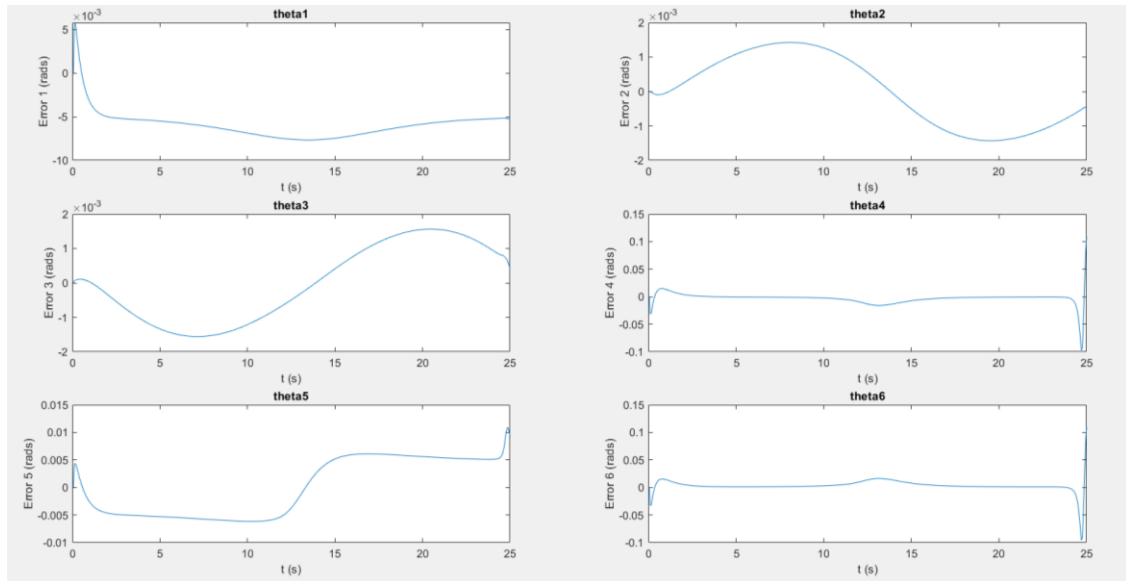 theta1
×10⁻³
5
0
-5
-10
Error 1 (rads)
0 5 10 15 20 25
t (s)
theta2
×10⁻³
2
1
0
-1
-2
Error 2 (rads)
0 5 10 15 20 25
t (s)
theta3
×10⁻³
2
1
0
-1
-2
Error 3 (rads)
0 5 10 15 20 25
t (s)
theta4
0.15
0.1
0.05
0
-0.05
-0.1
Error 4 (rads)
0 5 10 15 20 25
t (s)
theta5
0.015
0.01
0.005
0
-0.005
-0.01
Error 5 (rads)
0 5 10 15 20 25
t (s)
theta6
0.15
0.1
0.05
0
-0.05
-0.1
Error 6 (rads)
0 5 10 15 20 25
t (s)